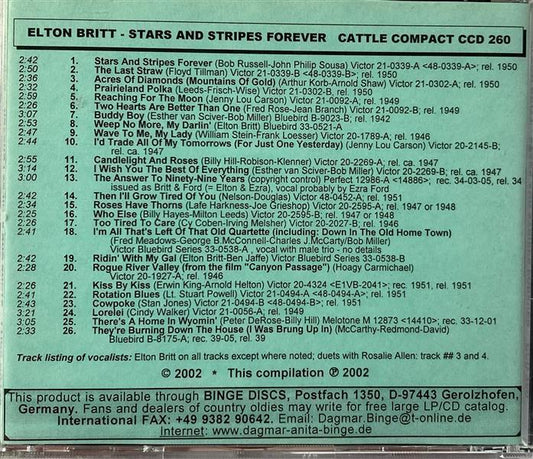 ELTON BRITT - STARS AND STRIPES FOREVER CATTLE COMPACT CCD 260
2:42 1. Stars And Stripes Forever (Bob Russell-John Philip Sousa) Victor 21-0339-A <48-0339-A>; rel. 1950
2:50 2. The Last Straw (Floyd Tillman) Victor 21-0339-B <48-0339-B>; rel. 1950
2:36 3. Acres Of Diamonds (Mountains Of Gold) (Arthur Korb-Arnold Shaw) Victor 21-0302-A; rel. 1950
2:32 4. Prairieland Polka (Leeds-Frisch-Wise) Victor 21-0302-B, rel. 1950
2:59 5. Reaching For The Moon (Jenny Lou Carson) Victor 21-0092-A; rel. 1949
2:26 6. Two Hearts Are Better Than One (Fred Rose-Jean Branch) Victor 21-0092-B; rel. 1949
3:07 7. Buddy Boy (Esther van Sciver-Bob Miller) Bluebird B-9023-B; rel. 1942
2:53 8. Weep No More, My Darlin' (Elton Britt) Bluebird 33-0521-A
2:47 9. Wave To Me, My Lady (William Stein-Frank Loesser) Victor 20-1789-A, rel. 1946
2:44 10. I'd Trade All Of My Tomorrows (For Just One Yesterday) (Jenny Lou Carson) Victor 20-2145-B;
rel. ca. 1947
2:55 11. Candlelight And Roses (Billy Hill-Robison-Klenner) Victor 20-2269-A; rel. ca. 1947
3:14 12. I Wish You The Best Of Everything (Esther van Sciver-Bob Miller) Victor 20-2269-B, rel. ca. 1947
3:00 13. The Answer To Ninety-Nine Years (copyright control) Perfect 12986-A <14886>; rec. 34-03-05, rel. 34
issued as Britt & Ford (= Elton & Ezra), vocal probably by Ezra Ford
2:42 14. Then I'll Grow Tired Of You (Tolson-Nelson) Victor 48-0452-A; rel. 1951
2:34 15. Roses Have Thorns (Lafe Harkness-Joe Grieshop) Victor 20-2595-A; rel. 1947 or 1948
2:25 16. Who Else (Billy Hayes-Milton Leeds) Victor 20-2595-B, rel. 1947 or 1948
2:26 17. Too Tired To Care (Cy Coben-Irving Melsher) Victor 20-2027-B, rel. 1946
2:41 18. I'm All That's Left Of That Old Quartette (including: Down In The Old Home Town)
(Fred Meadows-George B.McConnell-Charles J.McCarty/Bob Miller)
Victor Bluebird Series 33-0538-A , vocal with male trio - no details
2:42 19. Ridin' With My Gal (Elton Britt-Ben Jaffe) Victor Bluebird Series 33-0538-B
2:28 20. Rogue River Valley (from the film "Canyon Passage") (Hoagy Carmichael)
Victor 20-1927-A; rel. 1946
2:26 21. Kiss By Kiss (Erwin King-Arnold Helton) Victor 20-4324 <E1VB-2041>; rec. 1951, rel. 1951
2:41 22. Rotation Blues (Lt. Stuart Powell) Victor 21-0494-A <48-0494-A>; rel. 1951
2:43 23. Cowpoke (Stan Jones) Victor 21-0494-B <48-0494-B>; rel. 1951
3:21 24. Lorelei (Cindy Walker) Victor 21-0056-A, rel. 1949
3:05 25. There's A Home In Wyomin' (Peter DeRose-Billy Hill) Melotone M 12873 <14410>; rec. 33-12-01
2:33 26. They're Burning Down The House (I Was Brung Up In) (McCarthy-Redmond-David)
Bluebird B-8175-A; rec. 39-05, rel. 39
Track listing of vocalists: Elton Britt on all tracks except where noted; duets with Rosalie Allen: track ## 3 and 4.
© 2002 * This compilation ℗ 2002
This product is available through BINGE DISCS, Postfach 1350, D-97443 Gerolzhofen,
Germany. Fans and dealers of country oldies may write for free large LP/CD catalog.
International FAX: +49 9382 90642. Email: Dagmar.Binge@t-online.de
Internet: www.dagmar-anita-binge.de